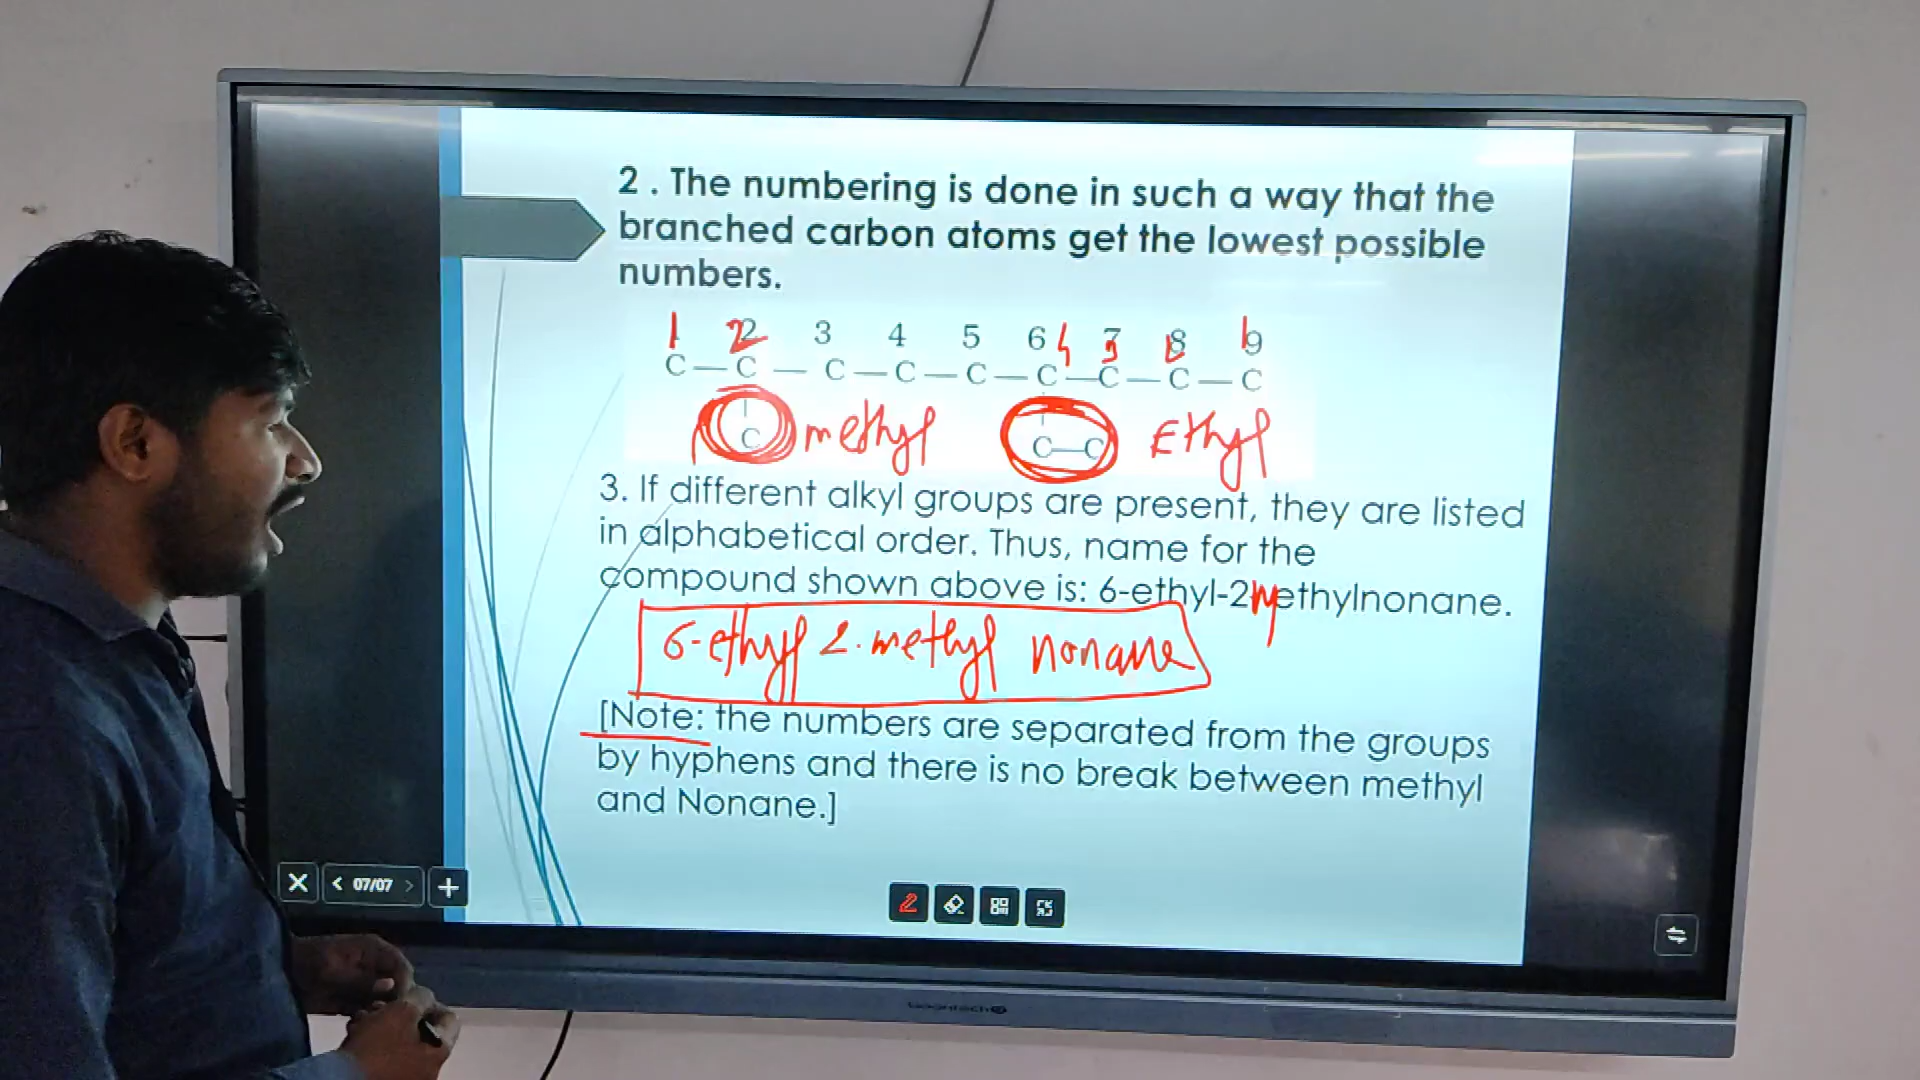 2 . The numbering is done in such a way that the
branched carbon atoms get the lowest possible
numbers.
1 2 3 4 5 6 7 8 9
C — C — C — C — C — C — C — C — C
C methyl C—C Ethyl
3. If different alkyl groups are present, they are listed
in alphabetical order. Thus, name for the
compound shown above is: 6-ethyl-2methylnonane.
6-ethyl 2-methyl nonane
[Note: the numbers are separated from the groups
by hyphens and there is no break between methyl
and Nonane.]
07/07